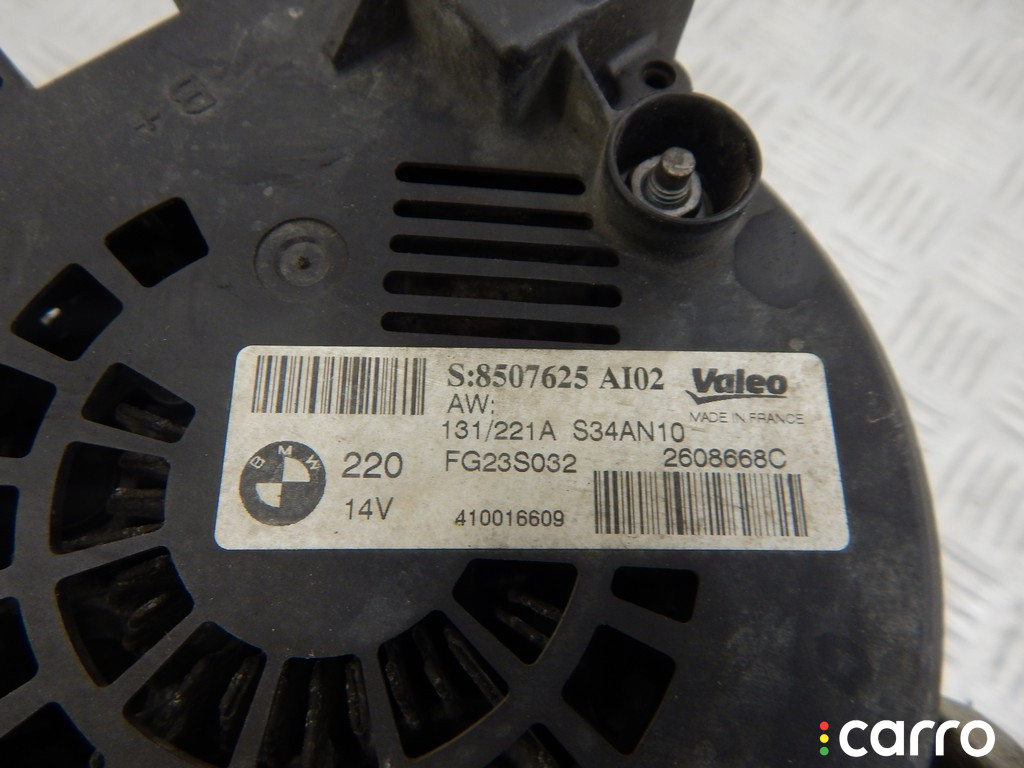 B
+
S:8507625 AI02
Valeo
AW:
MADE IN FRANCE
131/221A S34AN10
BMW
220
FG23S032
2608668C
14V
410016609
carro